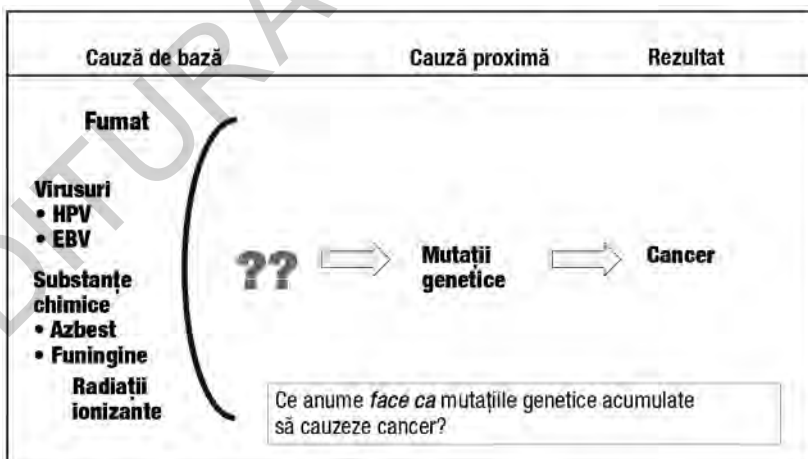 EDITURA
Cauză de bază Cauză proximă Rezultat
Fumat
Virusuri
• HPV
• EBV
?? Mutații genetice Cancer
Substanțe
chimice
• Azbest
• Funingine
Radiații
ionizante
Ce anume face ca mutațiile genetice acumulate
să cauzeze cancer?